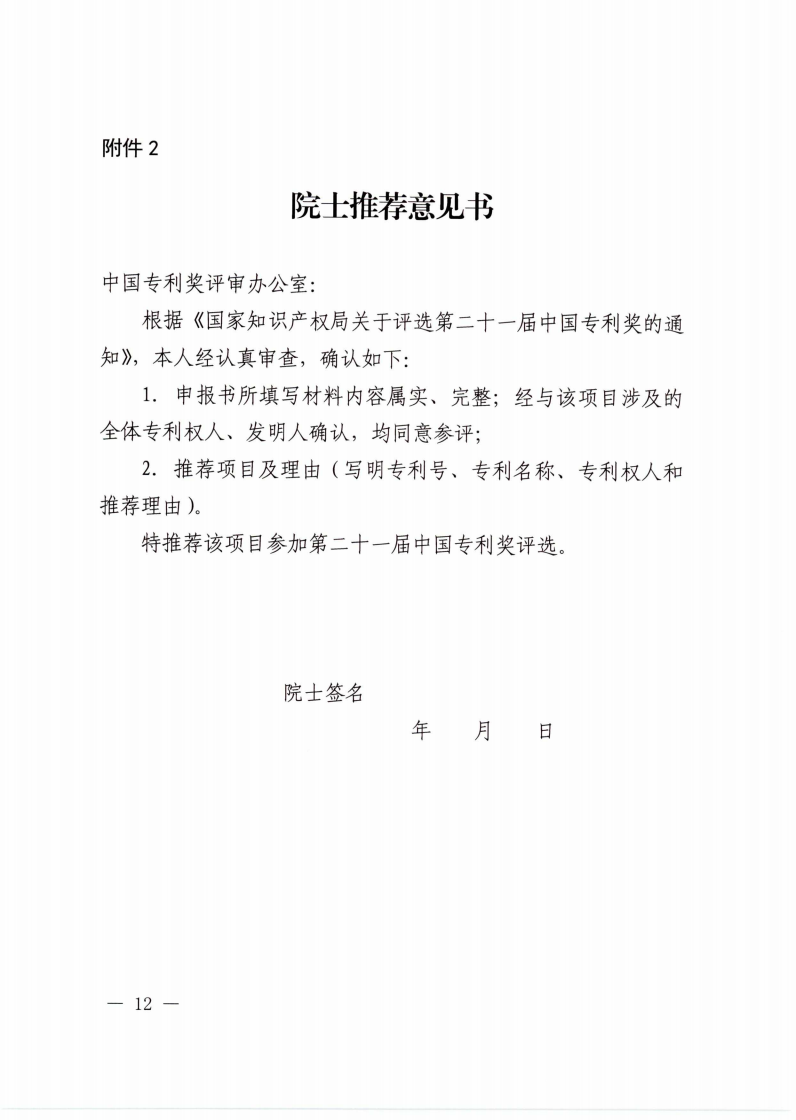 附件 2
院士推荐意见书
中国专利奖评审办公室：
根据《国家知识产权局关于评选第二十一届中国专利奖的通
知》，本人经认真审查，确认如下：
1. 申报书所填写材料内容属实、完整；经与该项目涉及的
全体专利权人、发明人确认，均同意参评；
2. 推荐项目及理由（写明专利号、专利名称、专利权人和
推荐理由）。
特推荐该项目参加第二十一届中国专利奖评选。
院士签名
年 月 日
— 12 —